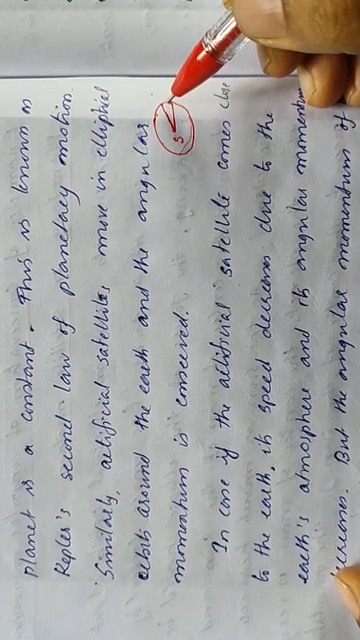 planet is a constant. This is known as
Kepler's second law of planetary motion.
Similarly, artificial satellites move in elliptical
orbits around the earth and the angular
momentum is conserved.
5
In case if the artificial satellite comes close
to the earth, its speed decreases due to the
earth's atmosphere and its angular momentum
decreases. But the angular momentum of